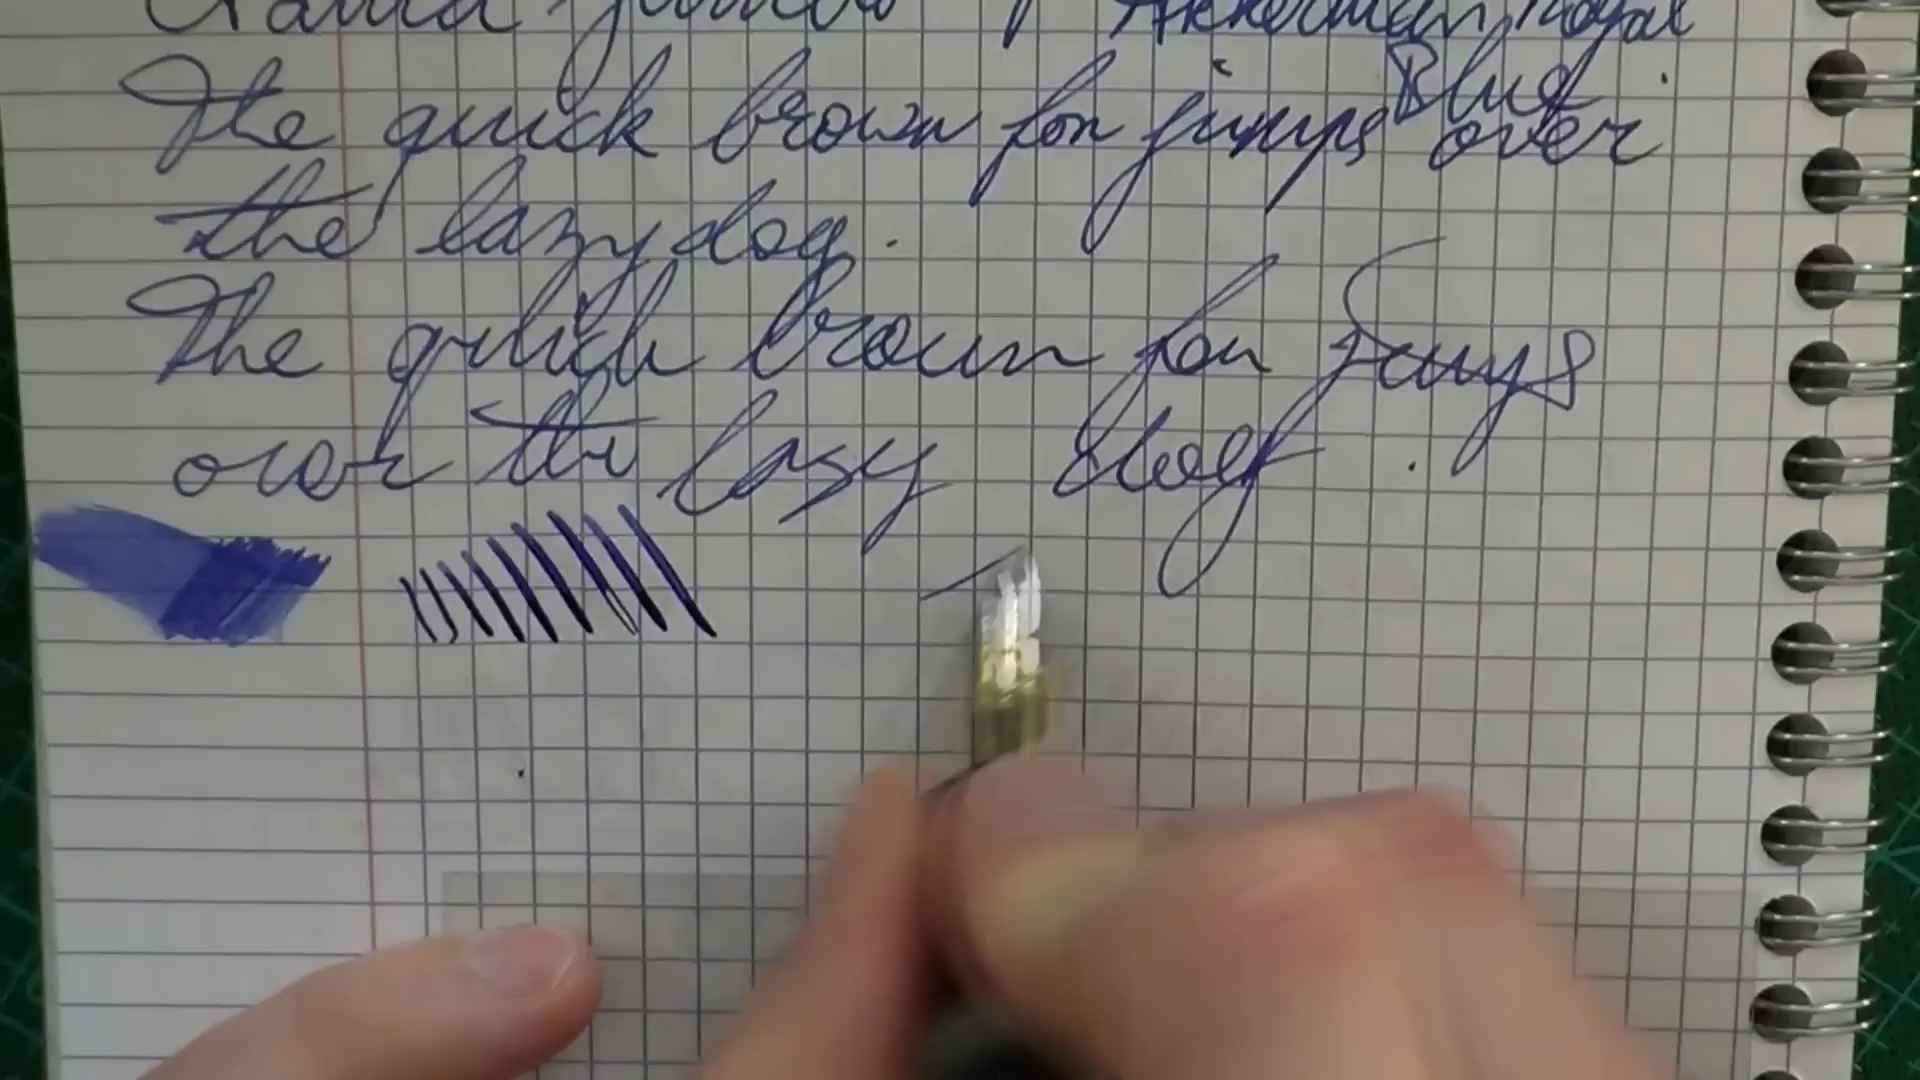 Akkerman Royal
Blue
The quick brown fox jumps over
the lazy dog.
The quick brown fox jumps
over the lazy dog.